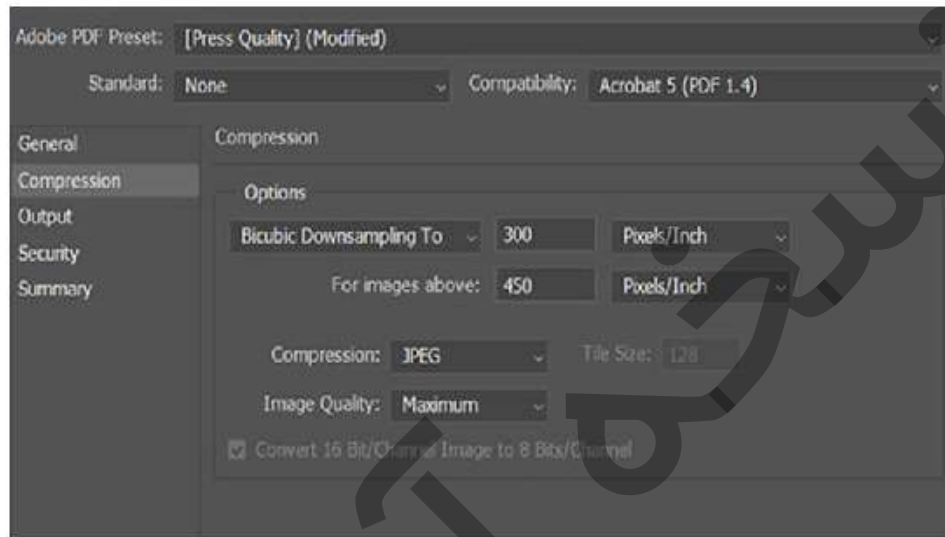 Adobe PDF Preset: [Press Quality] (Modified)
Standard: None Compatibility: Acrobat 5 (PDF 1.4)
General
Compression
Output
Security
Summary
Compression
Options
Bicubic Downsampling To 300 Pixels/Inch
For images above: 450 Pixels/Inch
Compression: JPEG Tile Size: 128
Image Quality: Maximum
Convert 16 Bit/Channel Image to 8 Bits/Channel